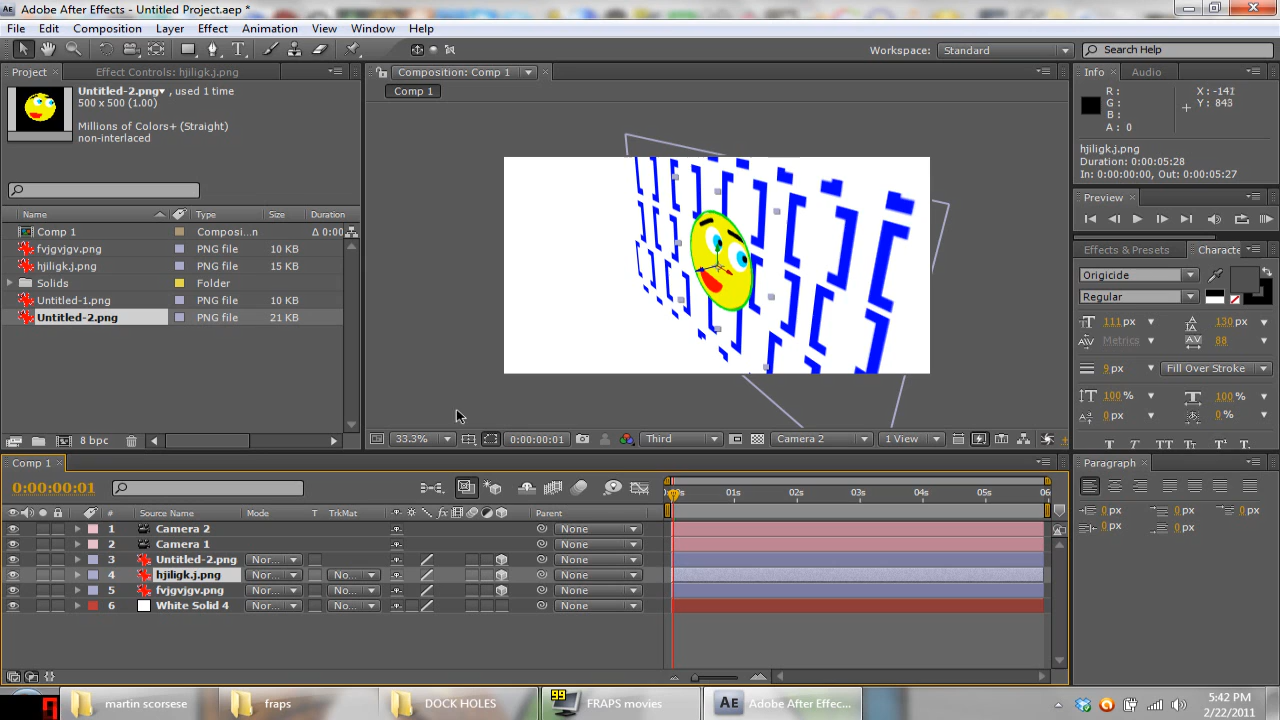 AE Adobe After Effects - Untitled Project.aep *
File Edit Composition Layer Effect Animation View Window Help
Workspace: Standard Search Help
Project Effect Controls: hjiligk.j.png Composition: Comp 1 Info Audio
Untitled-2.png , used 1 time
500 x 500 (1.00)
Millions of Colors+ (Straight)
non-interlaced
Comp 1
R : X : -141
G : Y : 843
B :
A : 0
hjiligk.j.png
Duration: 0:00:05:28
In: 0:00:00:00, Out: 0:00:05:27
Preview
Name Type Size Duration
Comp 1 Composi...n Δ 0:00
fvjgvjgv.png PNG file 10 KB
hjiligk.j.png PNG file 15 KB
Solids Folder
Untitled-1.png PNG file 10 KB
Untitled-2.png PNG file 21 KB
8 bpc
33.3% 0:00:00:01 Third Camera 2 1 View
Effects & Presets Characte
Origicide
Regular
111 px 130 px
Metrics 88
9 px Fill Over Stroke
100 % 100 %
0 px 0 %
T T TT Tr T' T,
Comp 1
0:00:00:01
# Source Name Mode T TrkMat Parent
01s 02s 03s 04s 05s 06
1 Camera 2 None
2 Camera 1 None
3 Untitled-2.png Nor... None
4 hjiligk.j.png Nor... No... None
5 fvjgvjgv.png Nor... No... None
6 White Solid 4 Nor... No... None
Paragraph
0 px 0 px 0 px
0 px 0 px
martin scorsese fraps DOCK HOLES 99 FRAPS movies AE Adobe After Effec...
5:42 PM
2/22/2011